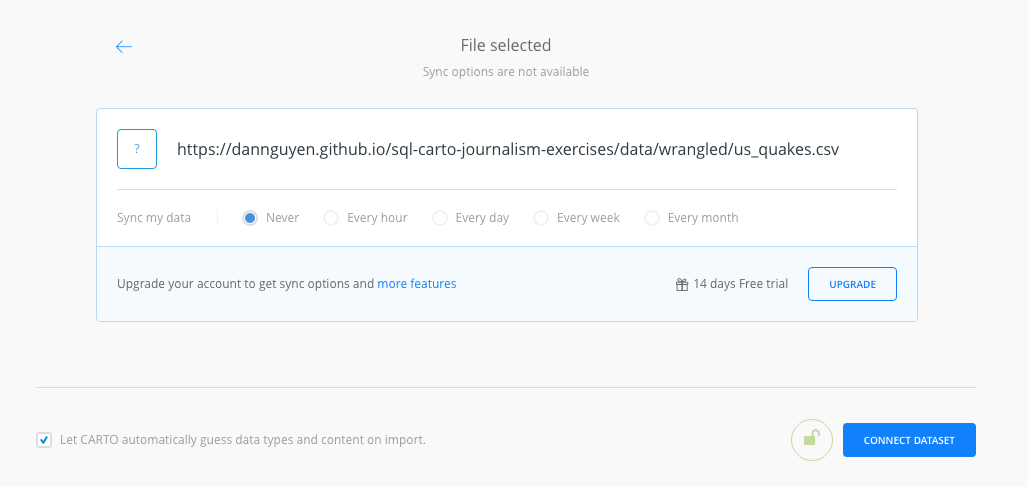 File selected
Sync options are not available
?
https://dannguyen.github.io/sql-carto-journalism-exercises/data/wrangled/us_quakes.csv
Sync my data Never Every hour Every day Every week Every month
Upgrade your account to get sync options and more features 14 days Free trial UPGRADE
Let CARTO automatically guess data types and content on import. CONNECT DATASET